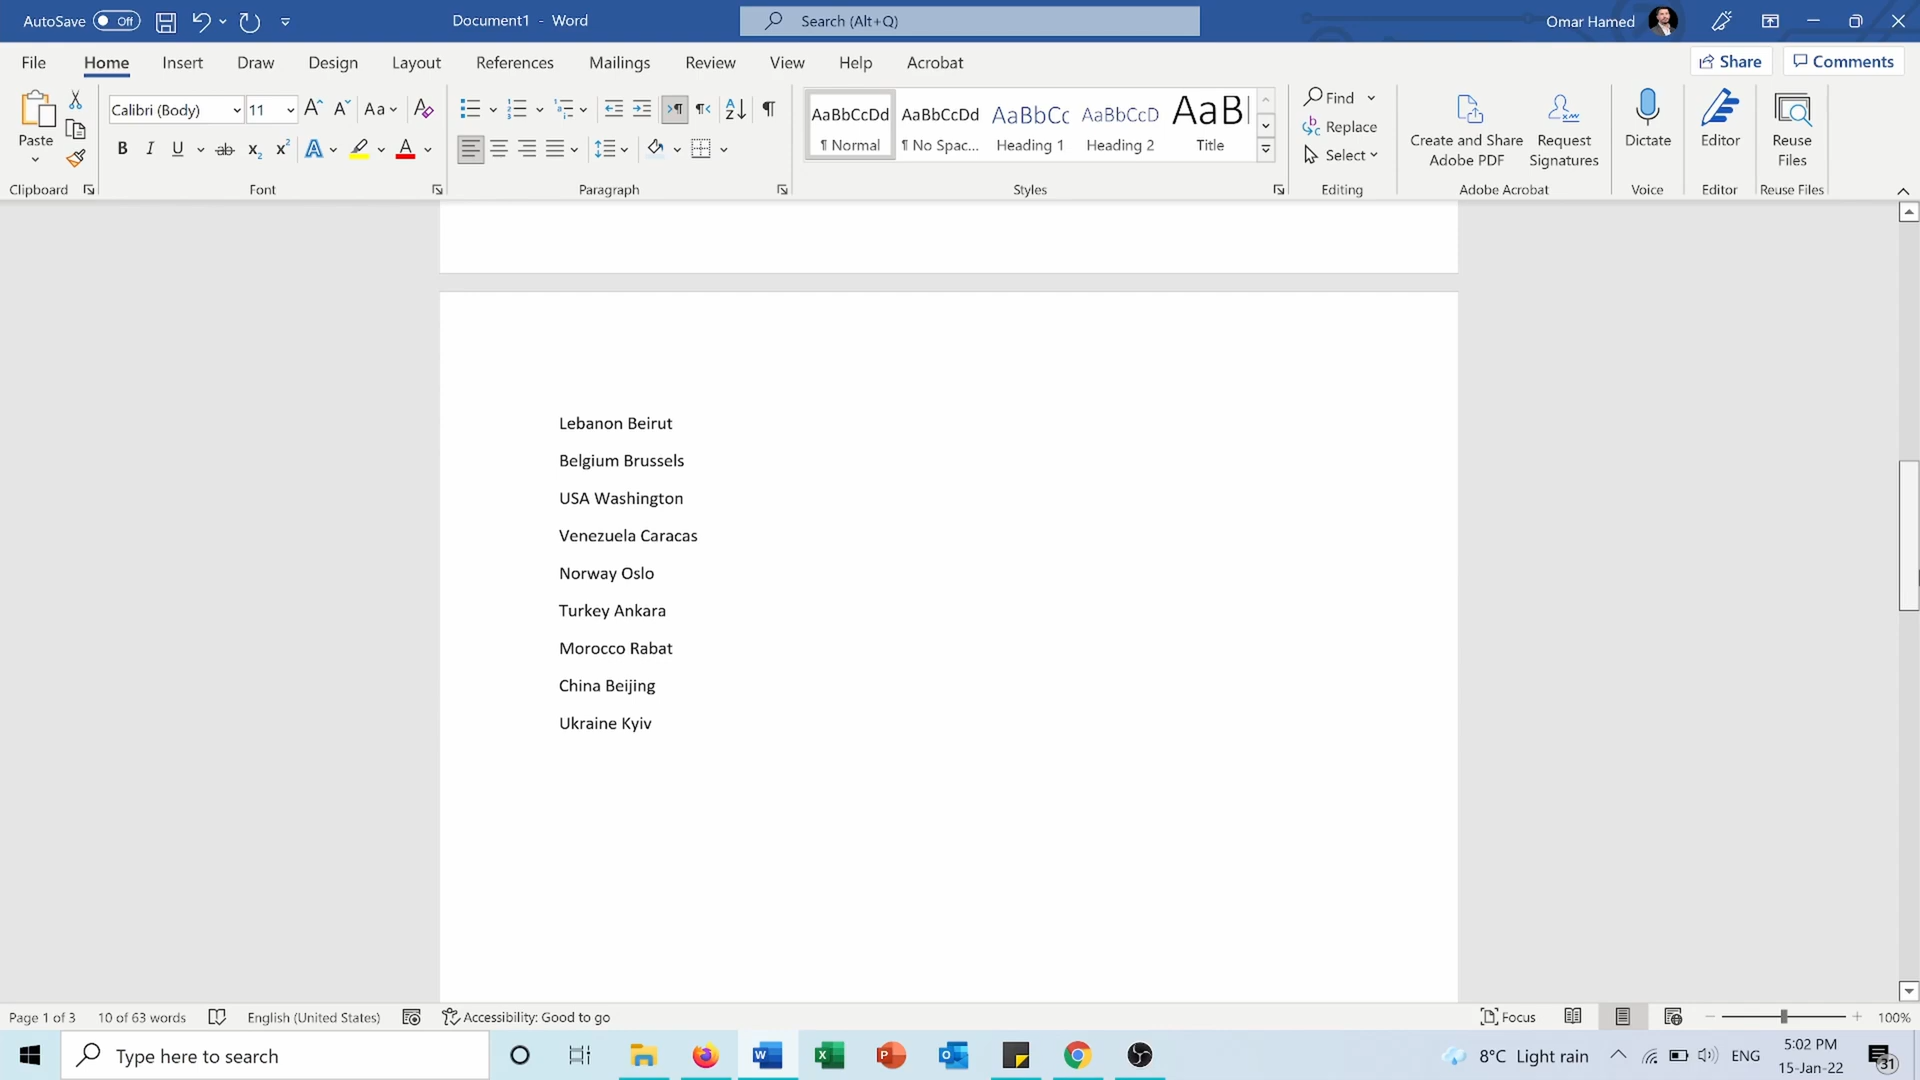 AutoSave Off Document1 - Word Search (Alt+Q) Omar Hamed
File Home Insert Draw Design Layout References Mailings Review View Help Acrobat Share Comments
Paste
Clipboard
Calibri (Body) 11 Aa
B I U ab x₂ x² A A
Font
Paragraph
AaBbCcDd ¶ Normal
AaBbCcDd ¶ No Spac...
AaBbCc Heading 1
AaBbCcD Heading 2
AaB Title
Styles
Find
Replace
Select
Editing
Create and Share Adobe PDF
Request Signatures
Adobe Acrobat
Dictate
Voice
Editor
Editor
Reuse Files
Reuse Files
Lebanon Beirut
Belgium Brussels
USA Washington
Venezuela Caracas
Norway Oslo
Turkey Ankara
Morocco Rabat
China Beijing
Ukraine Kyiv
Page 1 of 3 10 of 63 words English (United States) Accessibility: Good to go Focus 100%
Type here to search 8°C Light rain ENG 5:02 PM
15-Jan-22 31